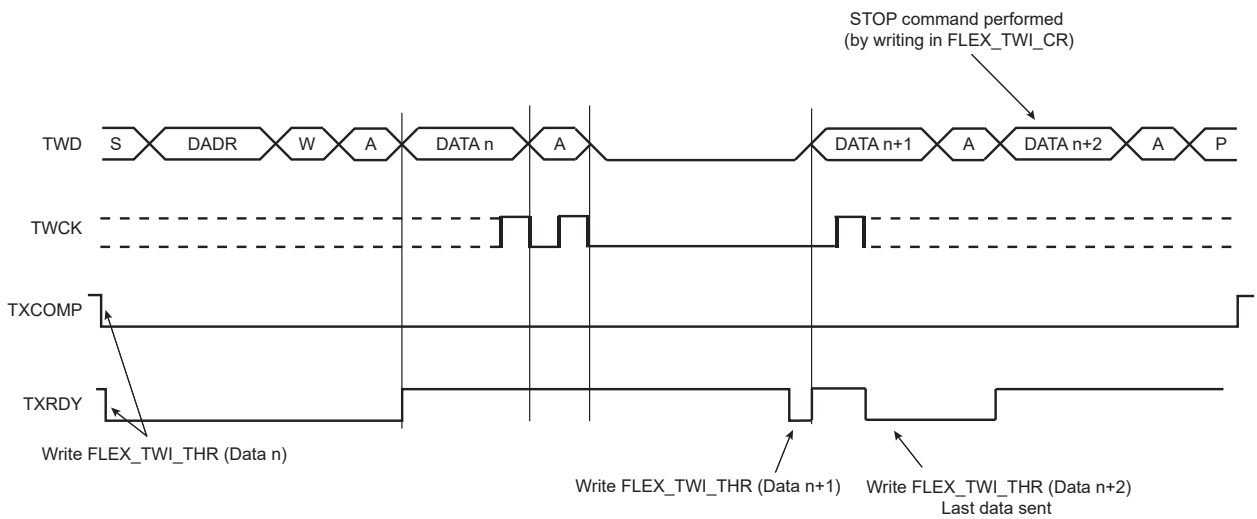 STOP command performed
(by writing in FLEX_TWI_CR)
TWD S DADR W A DATA n A DATA n+1 A DATA n+2 A P
TWCK
TXCOMP
TXRDY
Write FLEX_TWI_THR (Data n)
Write FLEX_TWI_THR (Data n+1) Write FLEX_TWI_THR (Data n+2)
Last data sent